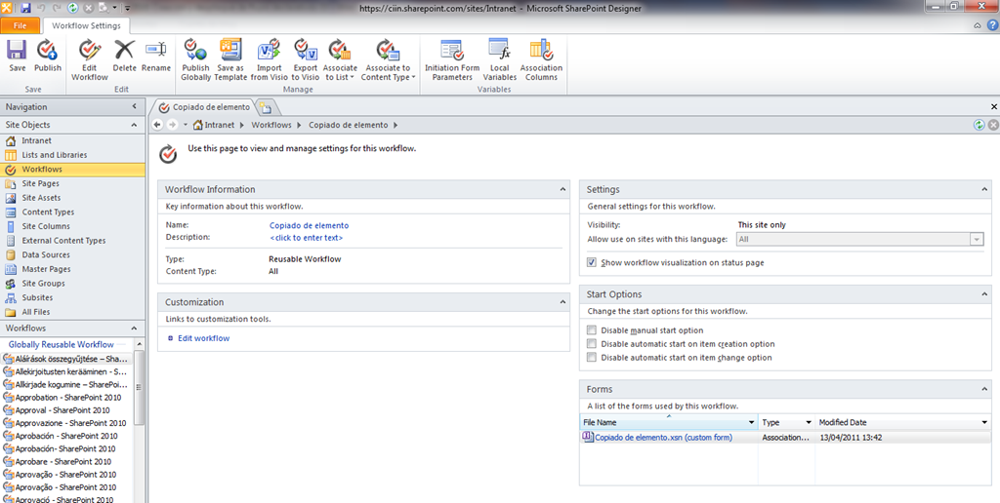 https://ciin.sharepoint.com/sites/Intranet - Microsoft SharePoint Designer
File
Workflow Settings
Save
Publish
Edit Workflow
Delete
Rename
Publish Globally
Save as Template
Import from Visio
Export to Visio
Associate to List
Associate to Content Type
Initiation Form Parameters
Local Variables
Association Columns
Save
Edit
Manage
Variables
Navigation
Site Objects
Intranet
Lists and Libraries
Workflows
Site Pages
Site Assets
Content Types
Site Columns
External Content Types
Data Sources
Master Pages
Site Groups
Subsites
All Files
Workflows
Globally Reusable Workflow
Aláírások összegyűjtése – Sha...
Allekirjoitusten kerääminen - S...
Allkirjade kogumine – SharePoi...
Approbation - SharePoint 2010
Approval - SharePoint 2010
Approvazione - SharePoint 2010
Aprobación - SharePoint 2010
Aprobación- SharePoint 2010
Aprobare - SharePoint 2010
Aprovação - SharePoint 2010
Aprovação - SharePoint 2010
Aprovació - SharePoint 2010
Copiado de elemento
Intranet
Workflows
Copiado de elemento
Use this page to view and manage settings for this workflow.
Workflow Information
Key information about this workflow.
Name: Copiado de elemento
Description: <click to enter text>
Type: Reusable Workflow
Content Type: All
Customization
Links to customization tools.
Edit workflow
Settings
General settings for this workflow.
Visibility: This site only
Allow use on sites with this language: All
Show workflow visualization on status page
Start Options
Change the start options for this workflow.
Disable manual start option
Disable automatic start on item creation option
Disable automatic start on item change option
Forms
A list of the forms used by this workflow.
File Name Type Modified Date
Copiado de elemento.xsn (custom form) Association... 13/04/2011 13:42